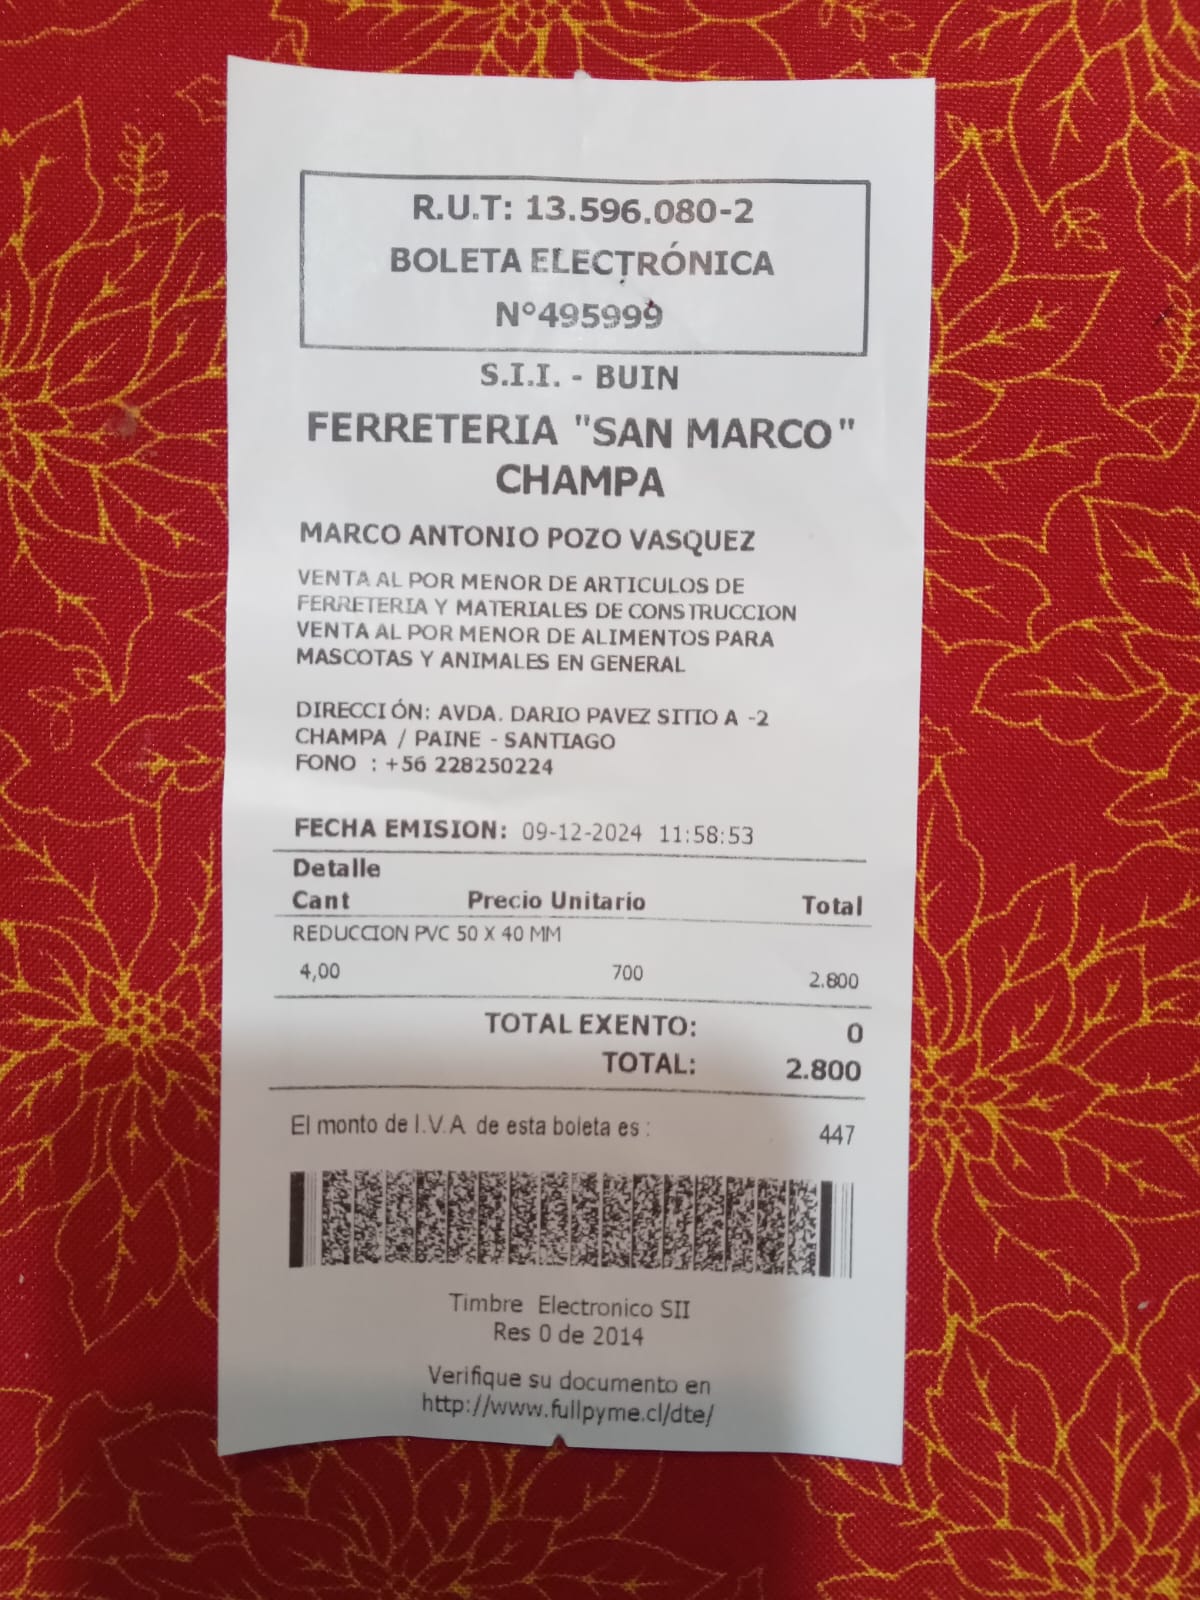 R.U.T: 13.596.080-2
BOLETA ELECTRÓNICA
N°495999
S.I.I. - BUIN
FERRETERIA "SAN MARCO"
CHAMPA
MARCO ANTONIO POZO VASQUEZ
VENTA AL POR MENOR DE ARTICULOS DE
FERRETERIA Y MATERIALES DE CONSTRUCCION
VENTA AL POR MENOR DE ALIMENTOS PARA
MASCOTAS Y ANIMALES EN GENERAL
DIRECCIÓN: AVDA. DARIO PAVEZ SITIO A -2
CHAMPA / PAINE - SANTIAGO
FONO : +56 228250224
FECHA EMISION: 09-12-2024 11:58:53
Detalle
Cant Precio Unitario Total
REDUCCION PVC 50 X 40 MM
4,00 700 2.800
TOTAL EXENTO: 0
TOTAL: 2.800
El monto de I.V.A de esta boleta es : 447
Timbre Electronico SII
Res 0 de 2014
Verifique su documento en
http://www.fullpyme.cl/dte/